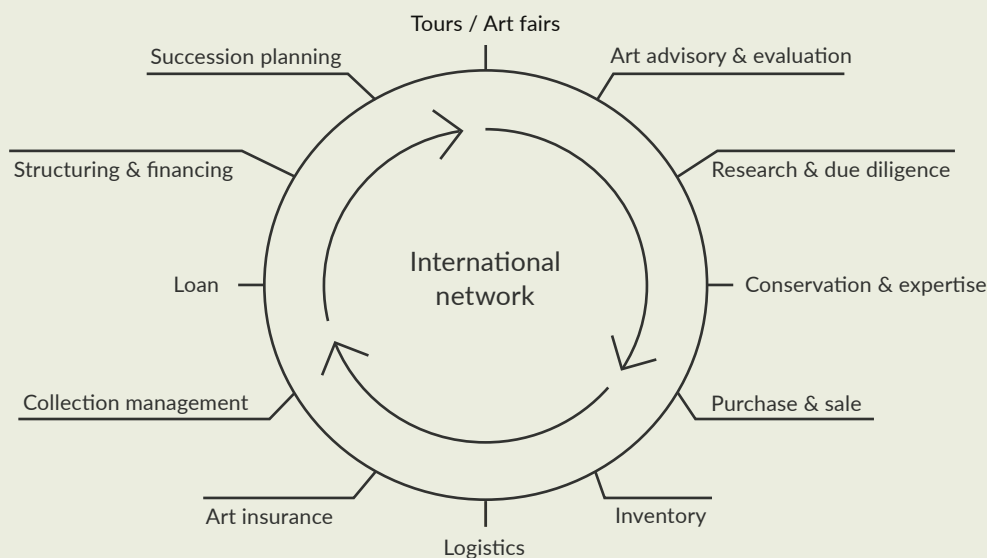 Tours / Art fairs
Succession planning
Art advisory & evaluation
Structuring & financing
Research & due diligence
International
network
Loan
Conservation & expertise
Collection management
Purchase & sale
Art insurance
Inventory
Logistics